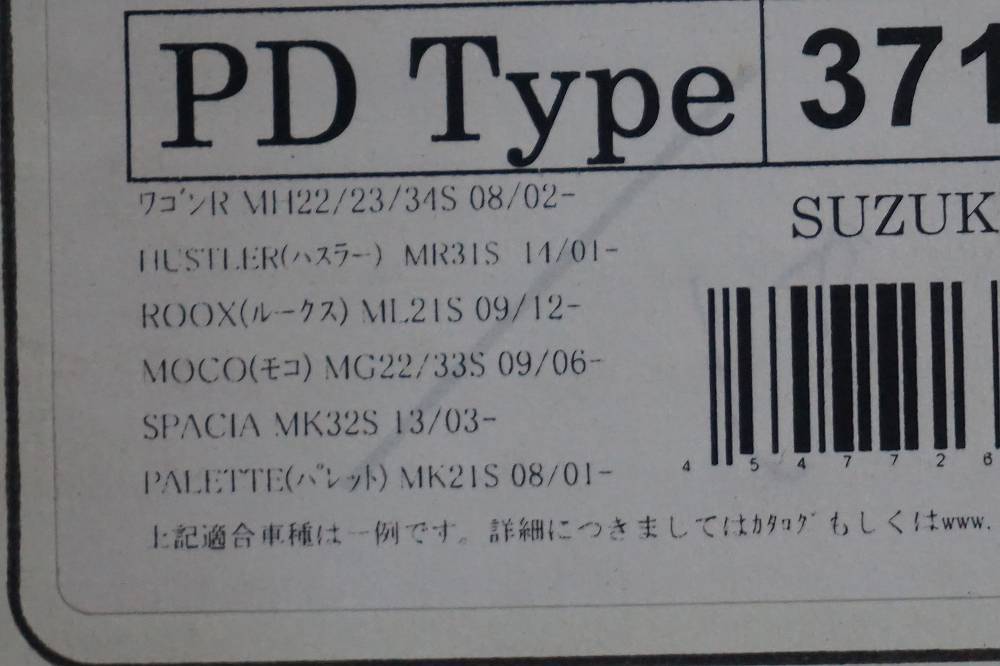 PD Type 371
ﾜｺﾞﾝR MH22/23/34S 08/02-
SUZUK
HUSTLER(ﾊｽﾗｰ) MR31S 14/01-
ROOX(ﾙｰｸｽ) ML21S 09/12-
MOCO(ﾓｺ) MG22/33S 09/06-
SPACIA MK32S 13/03-
4 547726
PALETTE(ﾊﾟﾚｯﾄ) MK21S 08/01-
上記適合車種は一例です。詳細につきましてはｶﾀﾛｸﾞもしくはwww.